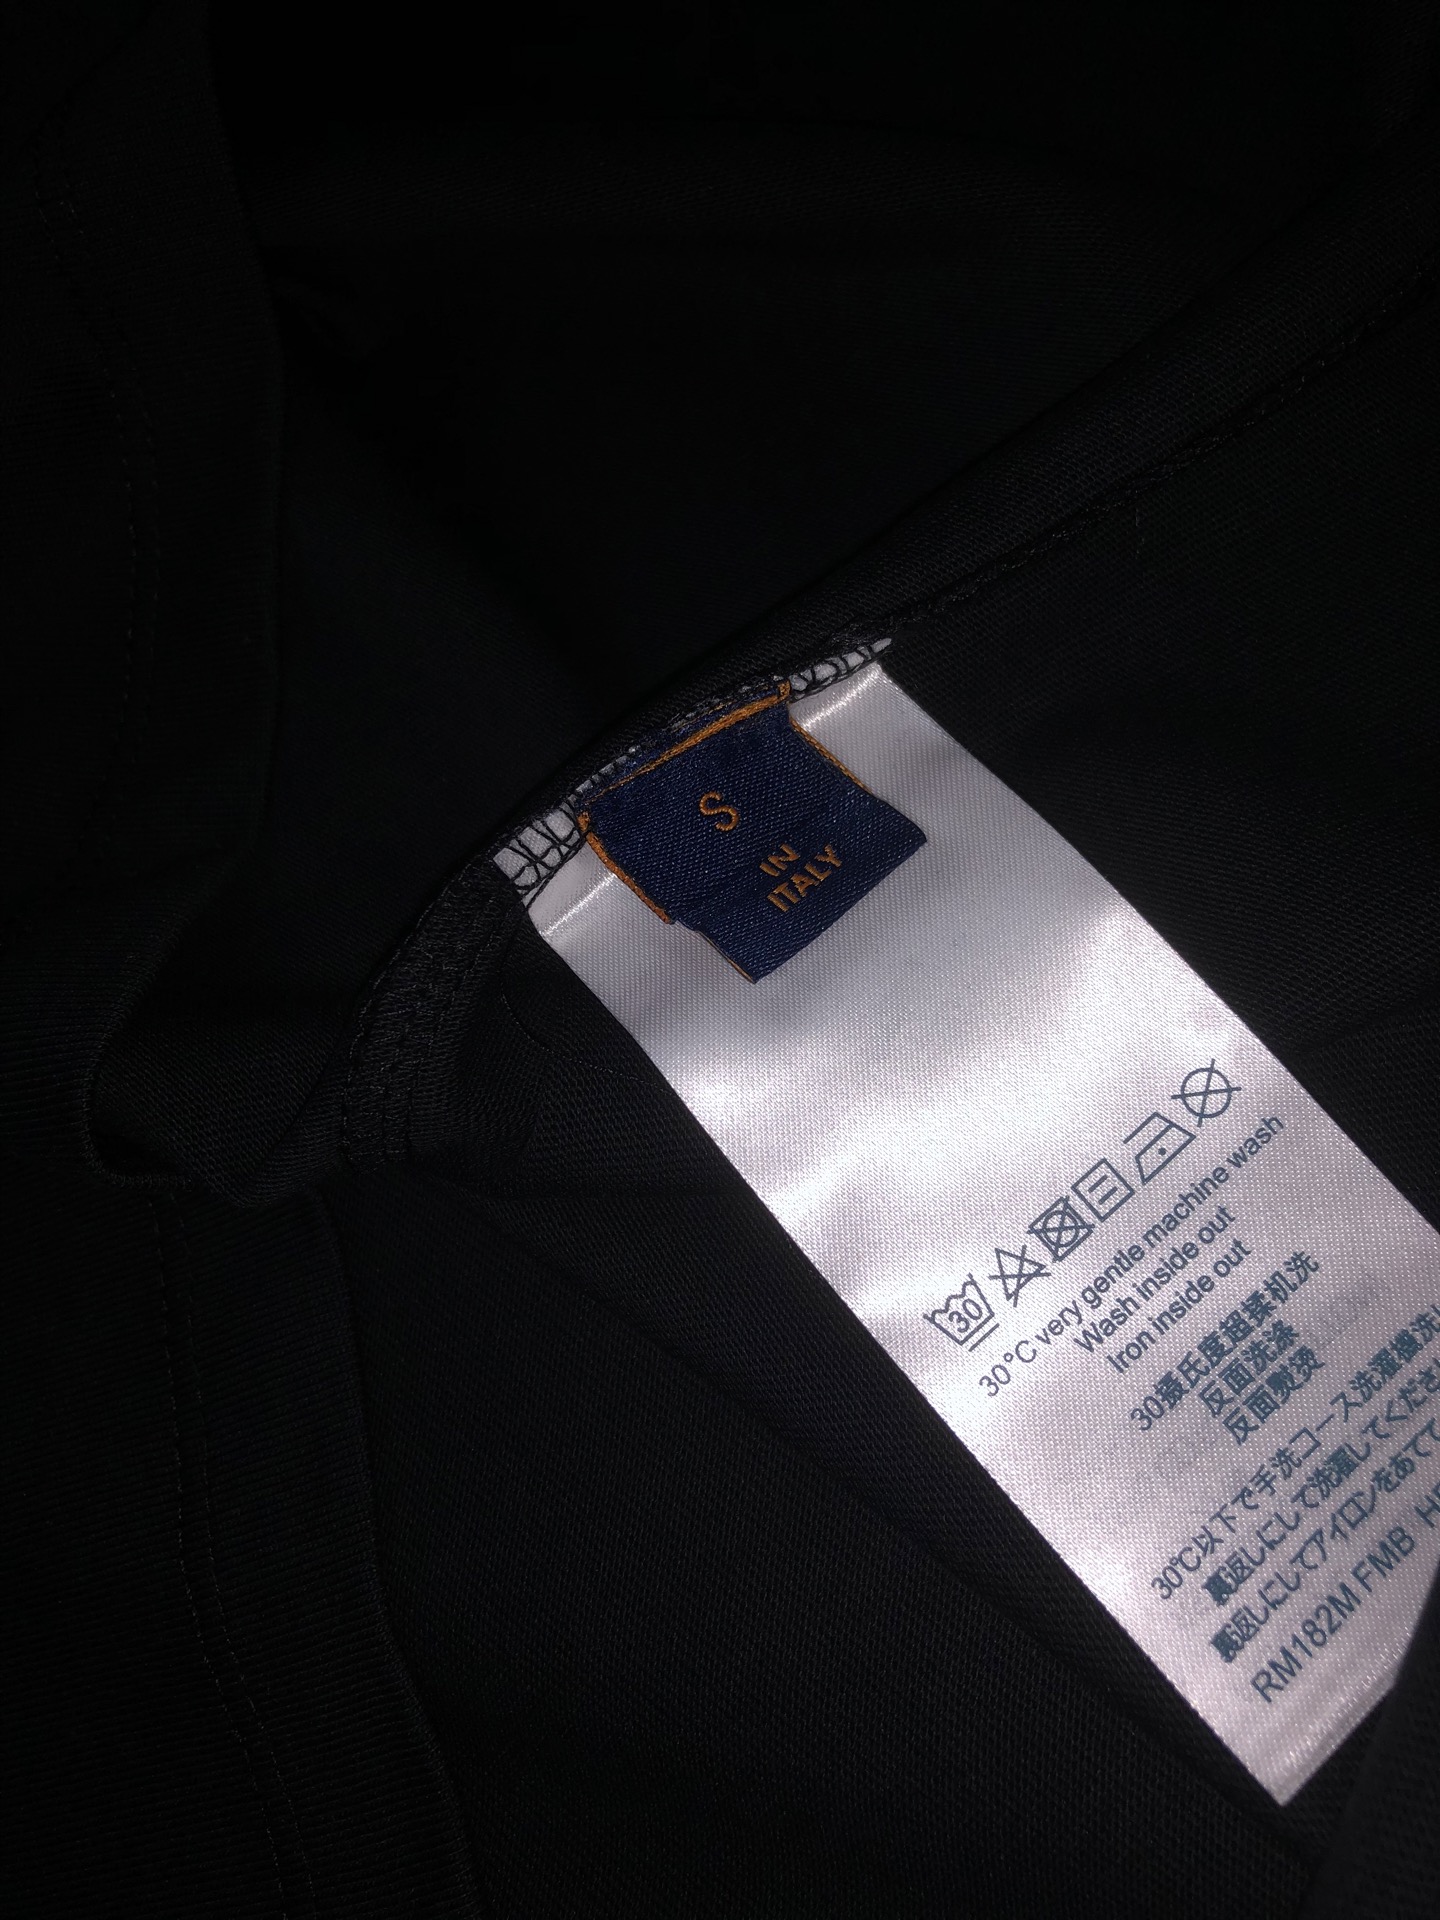 S
IN
ITALY
30
30°C very gentle machine wash
Wash inside out
Iron inside out
30摄氏度超揉机洗
反面洗涤
反面熨烫
30℃以下で手洗コース洗濯機洗い
裏返しにして洗濯してくださ
裏返しにしてアイロンをあてて
RM182M FMB